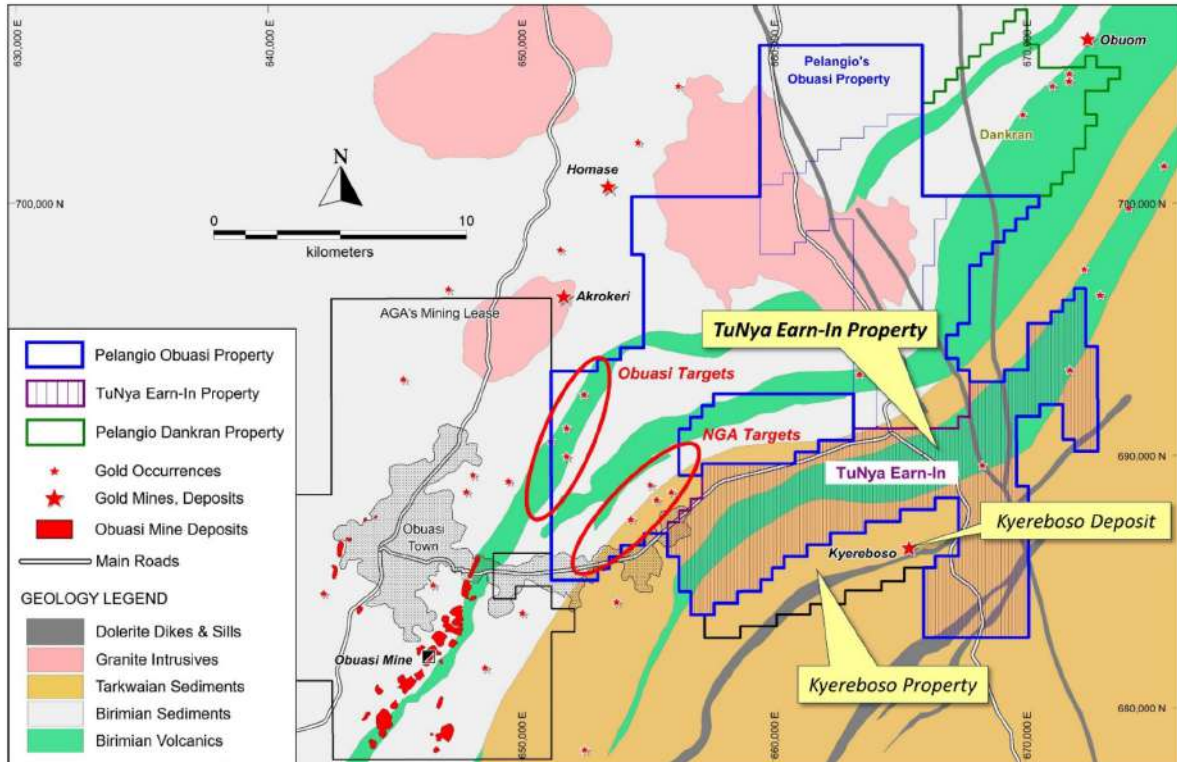 630,000 E
640,000 E
650,000 E
660,000 E
670,000 E
Obuom
Pelangio's
Obuasi Property
Dankran
N
Homase
700,000 N
700,000 N
0
10
kilometers
Akrokeri
AGA's Mining Lease
TuNya Earn-In Property
Obuasi Targets
NGA Targets
690,000 N
TuNya Earn-In
Kyereboso Deposit
Kyereboso
Obuasi
Town
Obuasi Mine
Kyereboso Property
680,000 N
650,000 E
660,000 E
670,000 E
Pelangio Obuasi Property
TuNya Earn-In Property
Pelangio Dankran Property
Gold Occurrences
Gold Mines, Deposits
Obuasi Mine Deposits
Main Roads
GEOLOGY LEGEND
Dolerite Dikes & Sills
Granite Intrusives
Tarkwaian Sediments
Birimian Sediments
Birimian Volcanics